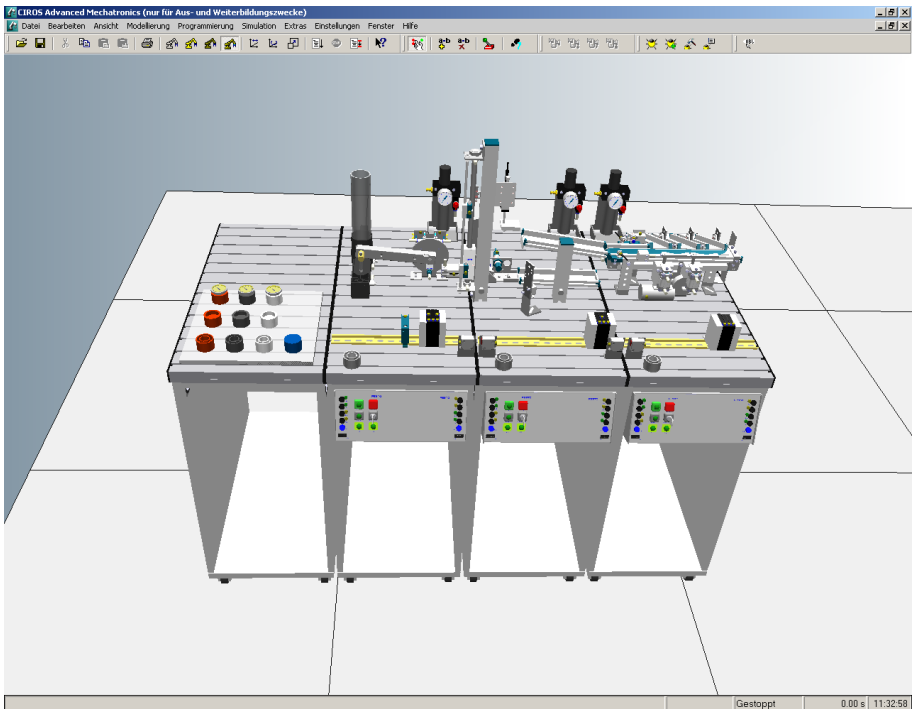 CIROS Advanced Mechatronics (nur für Aus- und Weiterbildungszwecke)
Datei Bearbeiten Ansicht Modellierung Programmierung Simulation Extras Einstellungen Fenster Hilfe
Gestoppt 0.00 s 11:32:58